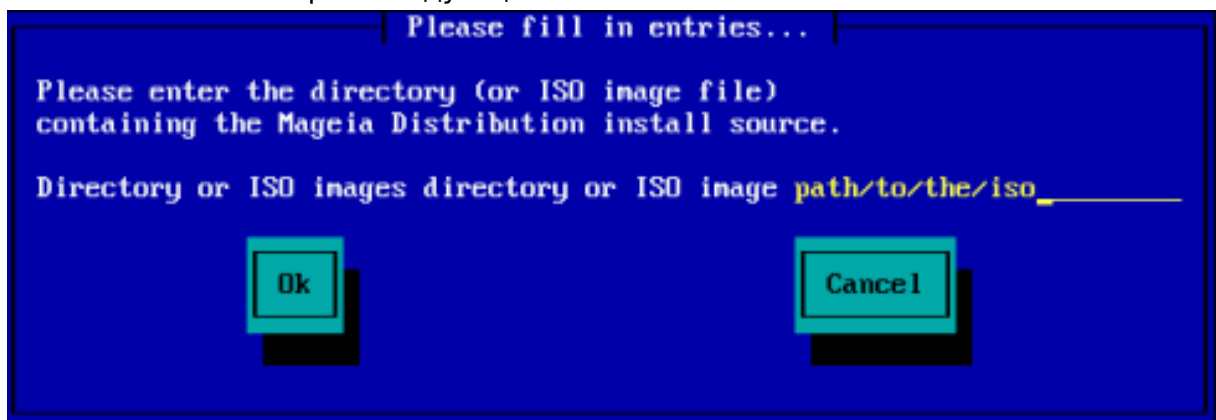 Please fill in entries...
Please enter the directory (or ISO image file)
containing the Mageia Distribution install source.
Directory or ISO images directory or ISO image path/to/the/iso_
Ok
Cancel